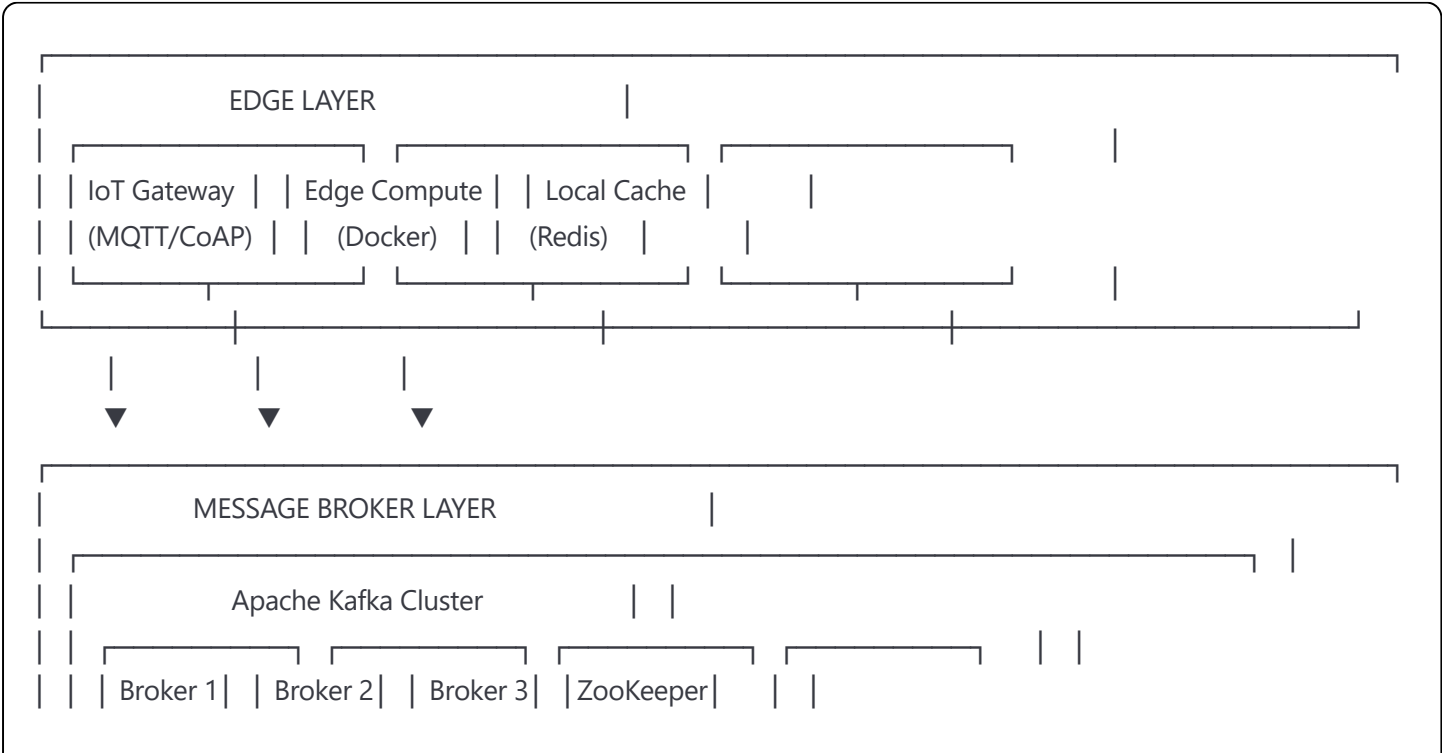 EDGE LAYER
IoT Gateway Edge Compute Local Cache
(MQTT/CoAP) (Docker) (Redis)
MESSAGE BROKER LAYER
Apache Kafka Cluster
Broker 1 Broker 2 Broker 3 ZooKeeper